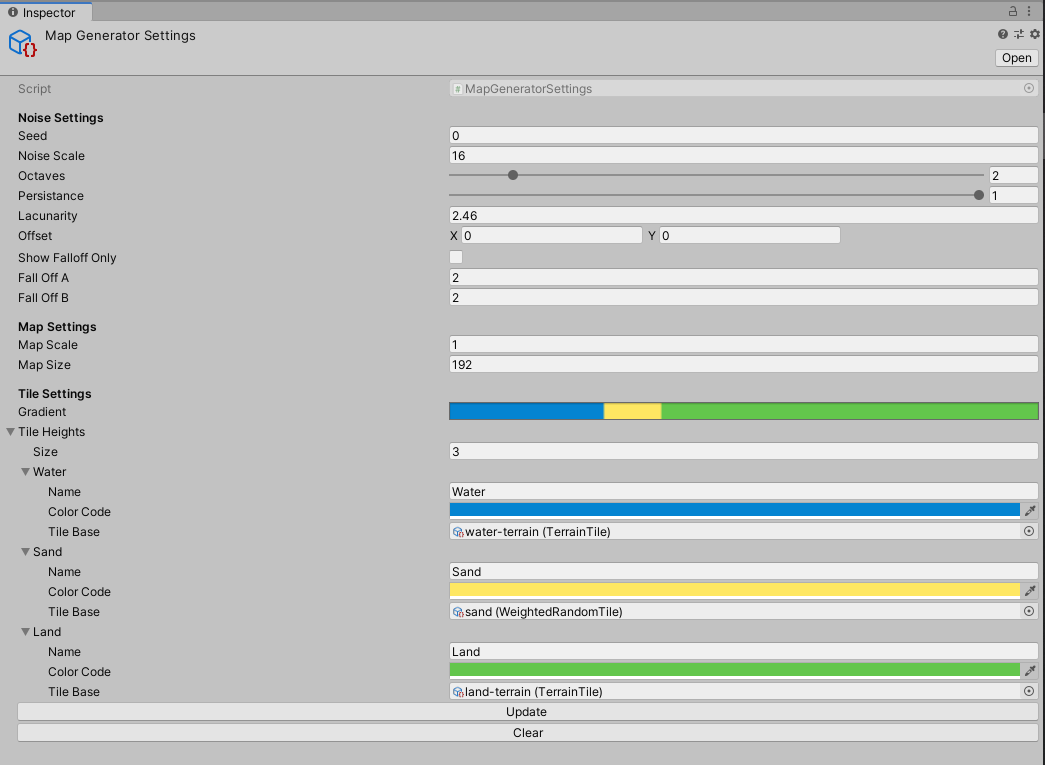 Inspector
Map Generator Settings
Open
Script MapGeneratorSettings
Noise Settings
Seed 0
Noise Scale 16
Octaves 2
Persistance 1
Lacunarity 2.46
Offset X 0 Y 0
Show Falloff Only
Fall Off A 2
Fall Off B 2
Map Settings
Map Scale 1
Map Size 192
Tile Settings
Gradient
Tile Heights
Size 3
Water
Name Water
Color Code
Tile Base water-terrain (TerrainTile)
Sand
Name Sand
Color Code
Tile Base sand (WeightedRandomTile)
Land
Name Land
Color Code
Tile Base land-terrain (TerrainTile)
Update
Clear